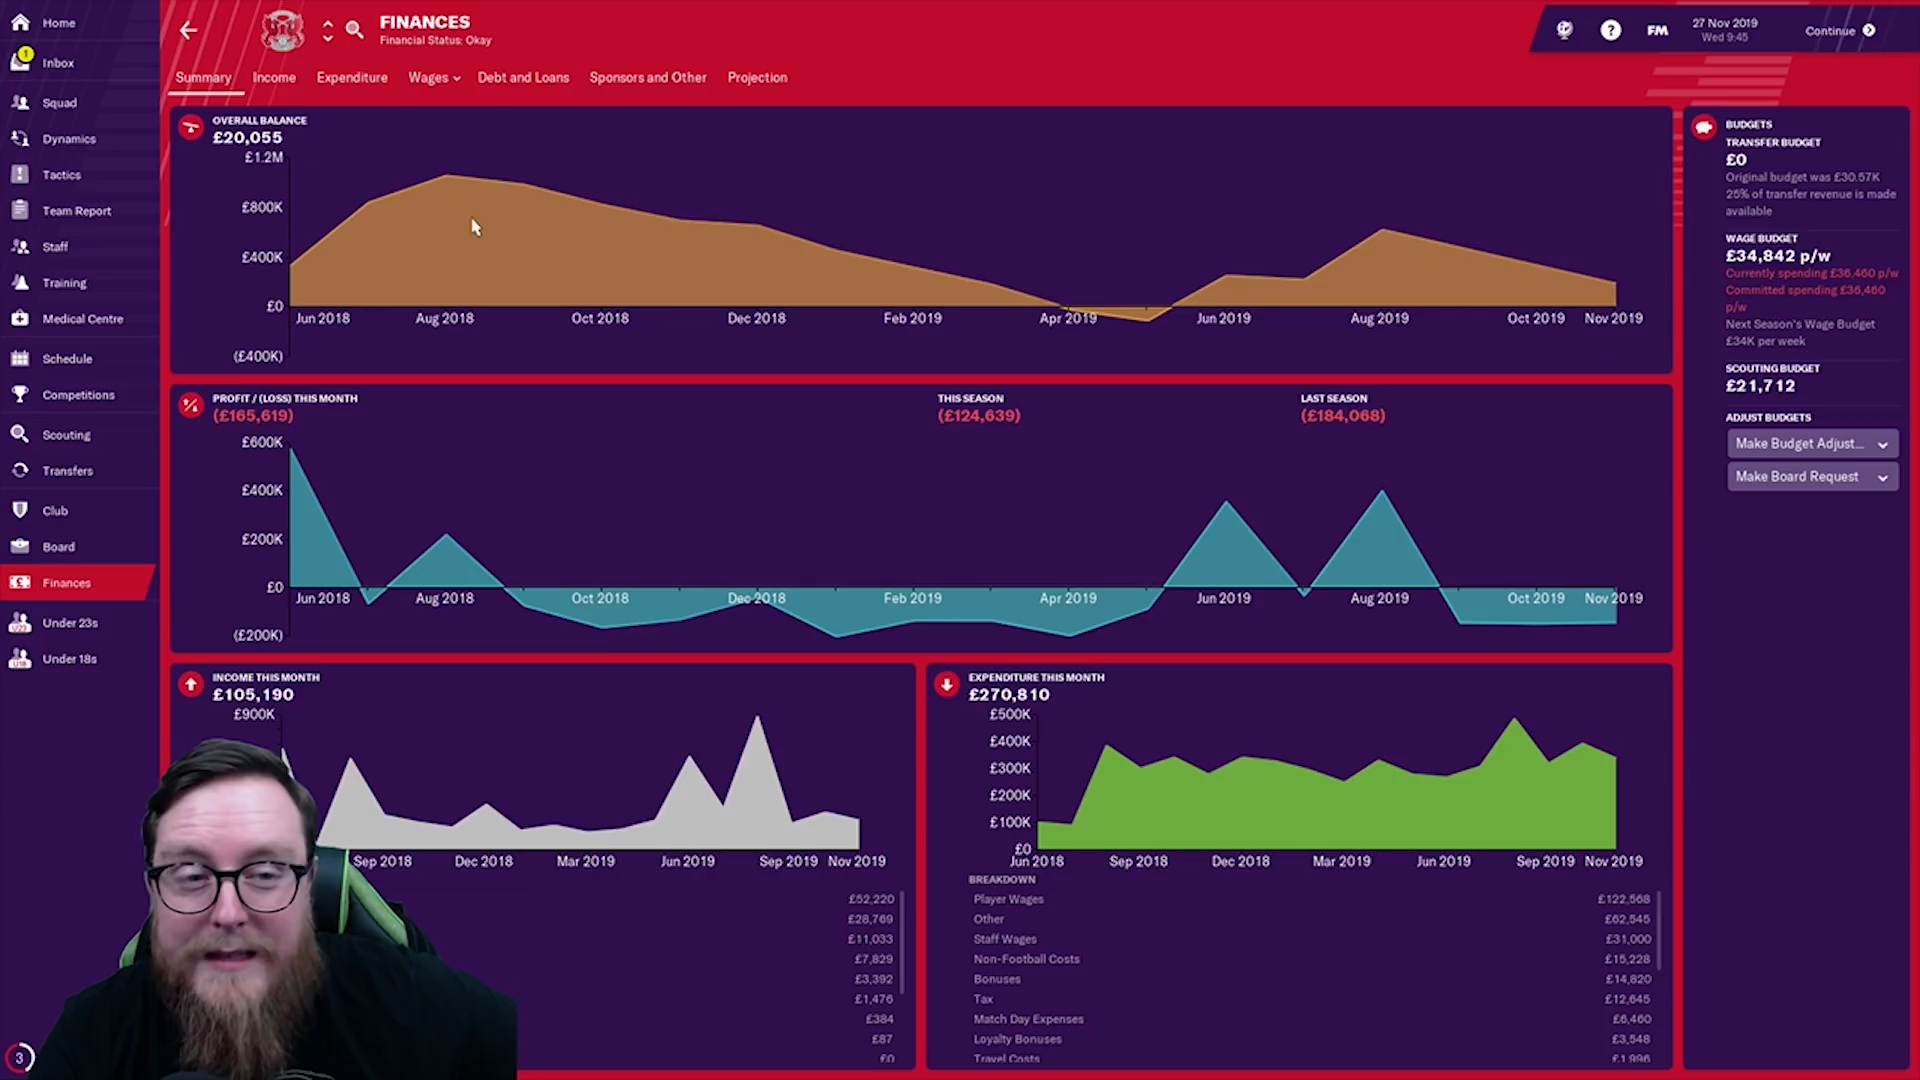 Home
1
Inbox
Squad
Dynamics
Tactics
Team Report
Staff
Training
Medical Centre
Schedule
Competitions
Scouting
Transfers
Club
Board
Finances
Under 23s
Under 18s
3
FINANCES
Financial Status: Okay
FM
27 Nov 2019
Wed 9:45
Continue
Summary
Income
Expenditure
Wages
Debt and Loans
Sponsors and Other
Projection
OVERALL BALANCE
£20,055
£1.2M
£800K
£400K
£0
(£400K)
Jun 2018
Aug 2018
Oct 2018
Dec 2018
Feb 2019
Apr 2019
Jun 2019
Aug 2019
Oct 2019
Nov 2019
PROFIT / (LOSS) THIS MONTH
(£165,619)
THIS SEASON
(£124,639)
LAST SEASON
(£184,068)
£600K
£400K
£200K
£0
(£200K)
Jun 2018
Aug 2018
Oct 2018
Dec 2018
Feb 2019
Apr 2019
Jun 2019
Aug 2019
Oct 2019
Nov 2019
INCOME THIS MONTH
£105,190
£900K
Sep 2018
Dec 2018
Mar 2019
Jun 2019
Sep 2019
Nov 2019
£52,220
£28,769
£11,033
£7,829
£3,392
£1,476
£384
£87
£0
EXPENDITURE THIS MONTH
£270,810
£500K
£400K
£300K
£200K
£100K
£0
Jun 2018
Sep 2018
Dec 2018
Mar 2019
Jun 2019
Sep 2019
Nov 2019
BREAKDOWN
Player Wages £122,568
Other £62,545
Staff Wages £31,000
Non-Football Costs £15,228
Bonuses £14,820
Tax £12,645
Match Day Expenses £6,460
Loyalty Bonuses £3,548
Travel Costs £1,996
BUDGETS
TRANSFER BUDGET
£0
Original budget was £30.57K
25% of transfer revenue is made
available
WAGE BUDGET
£34,842 p/w
Currently spending £36,460 p/w
Committed spending £36,460
p/w
Next Season's Wage Budget
£34K per week
SCOUTING BUDGET
£21,712
ADJUST BUDGETS
Make Budget Adjust...
Make Board Request